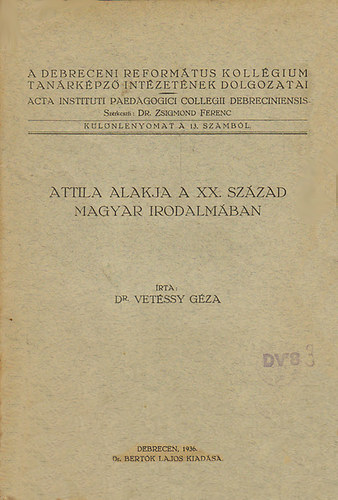 A DEBRECENI REFORMÁTUS KOLLÉGIUM
TANÁRKÉPZŐ INTÉZETÉNEK DOLGOZATAI
ACTA INSTITUTI PAEDAGOGICI COLLEGII DEBRECINIENSIS
Szerkeszti: DR. ZSIGMOND FERENC
KÜLÖNLENYOMAT A 13. SZÁMBÓL
ATTILA ALAKJA A XX. SZÁZAD
MAGYAR IRODALMÁBAN
ÍRTA:
DR. VETÉSSY GÉZA
DVB
DEBRECEN, 1936.
Dr. BERTÓK LAJOS KIADÁSA.